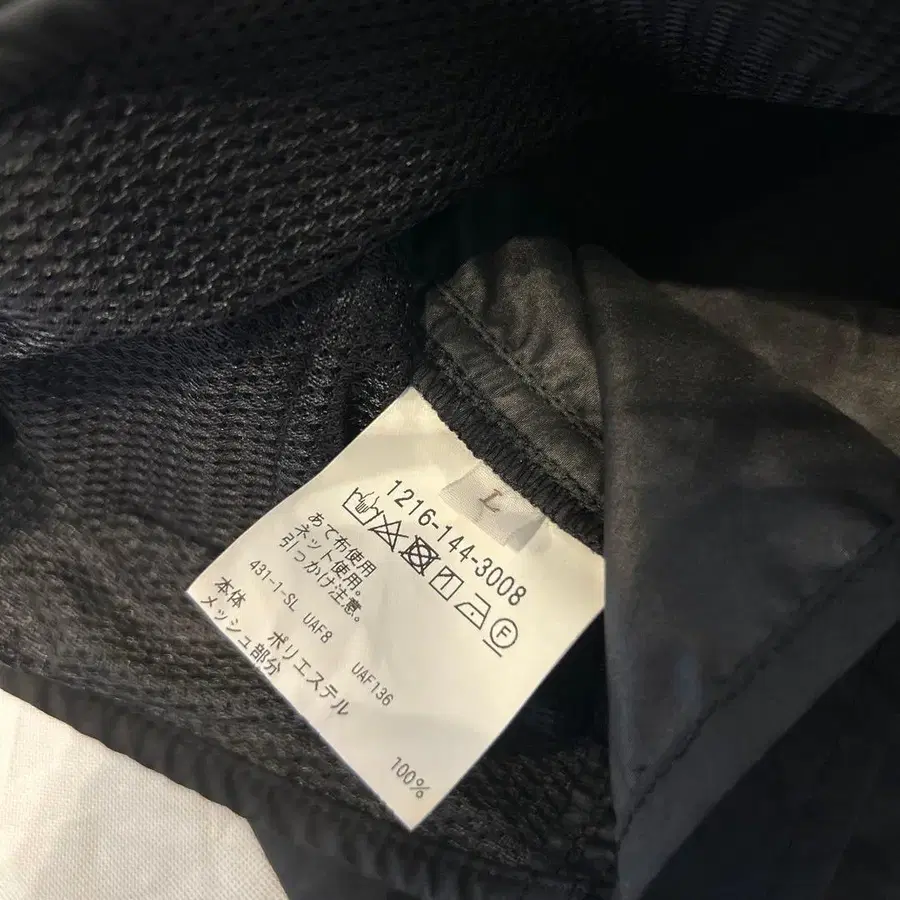 L
1216-144-3008
F
あて布使用
ネット使用。
引っかけ注意。
431-1-SL UAF8 UAF136
本体 ポリエステル 100%
メッシュ部分